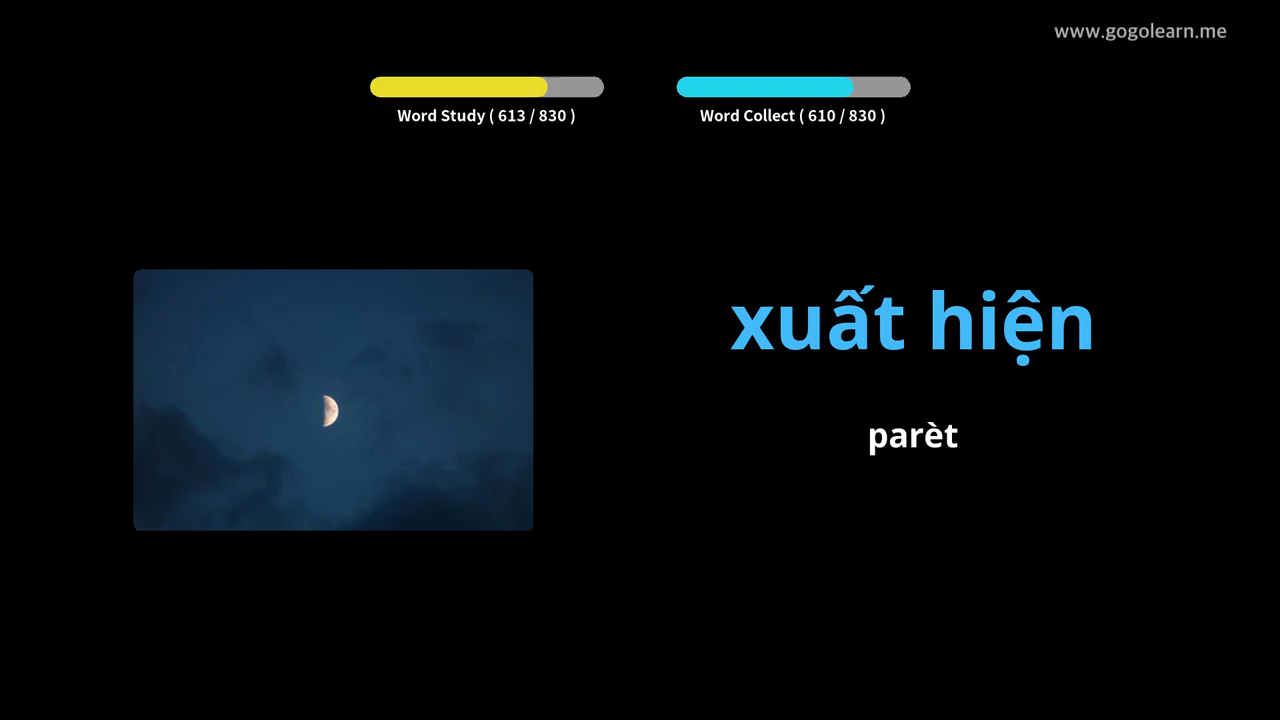 www.gogolearn.me
Word Study ( 613 / 830 )
Word Collect ( 610 / 830 )
xuất hiện
parèt